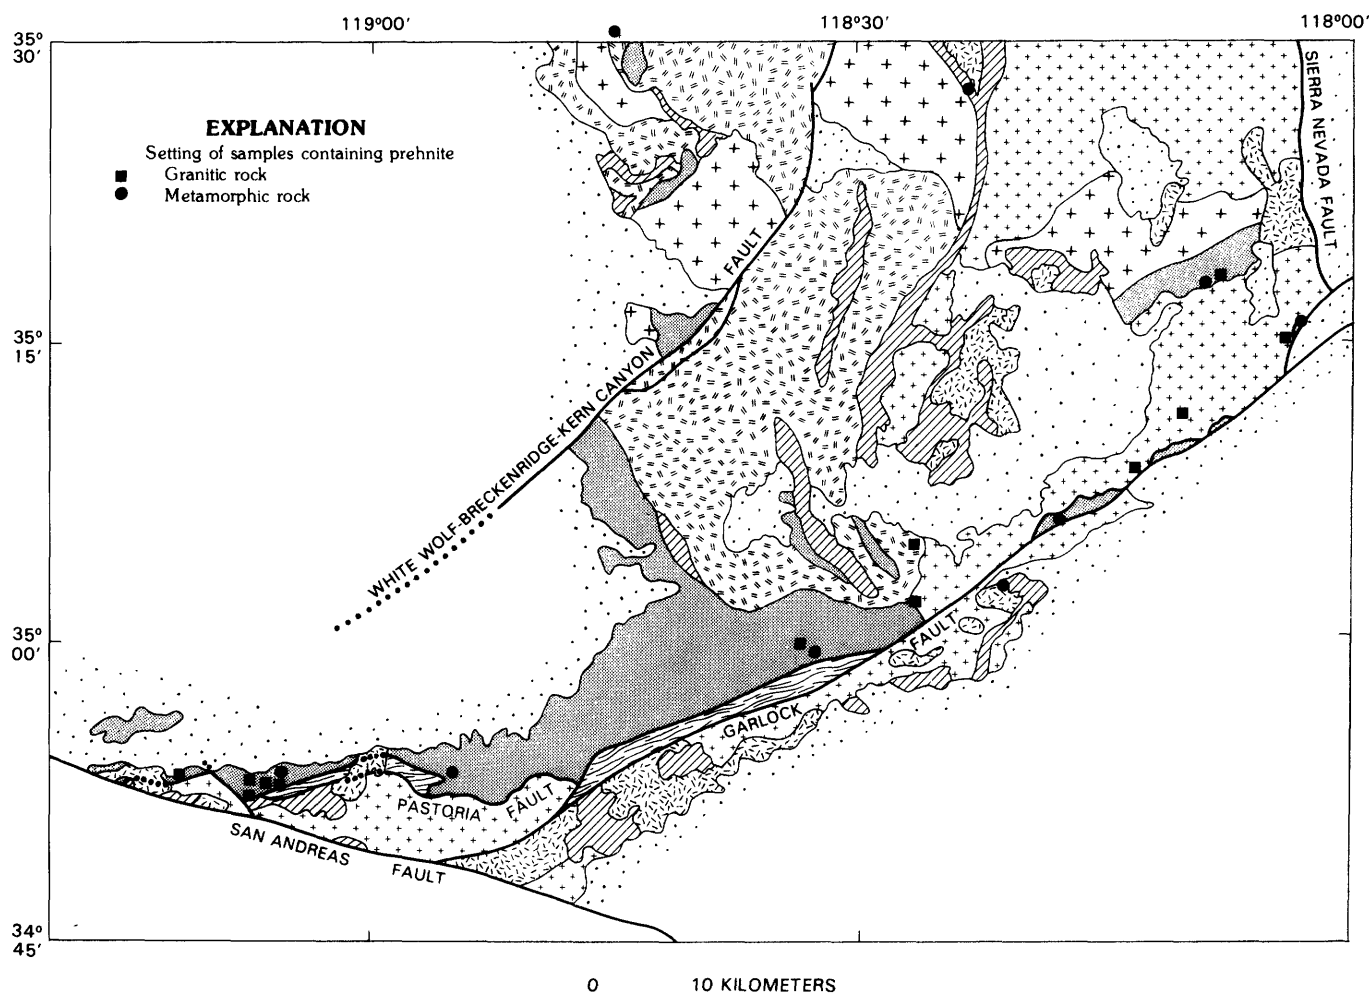 119°00′
118°30′
118°00′
35°
30′
EXPLANATION
Setting of samples containing prehnite
Granitic rock
Metamorphic rock
SIERRA NEVADA FAULT
FAULT
35°
15′
WHITE WOLF-BRECKENRIDGE-KERN CANYON
35°
00′
FAULT
GARLOCK
PASTORIA FAULT
SAN ANDREAS
FAULT
34°
45′
0 10 KILOMETERS